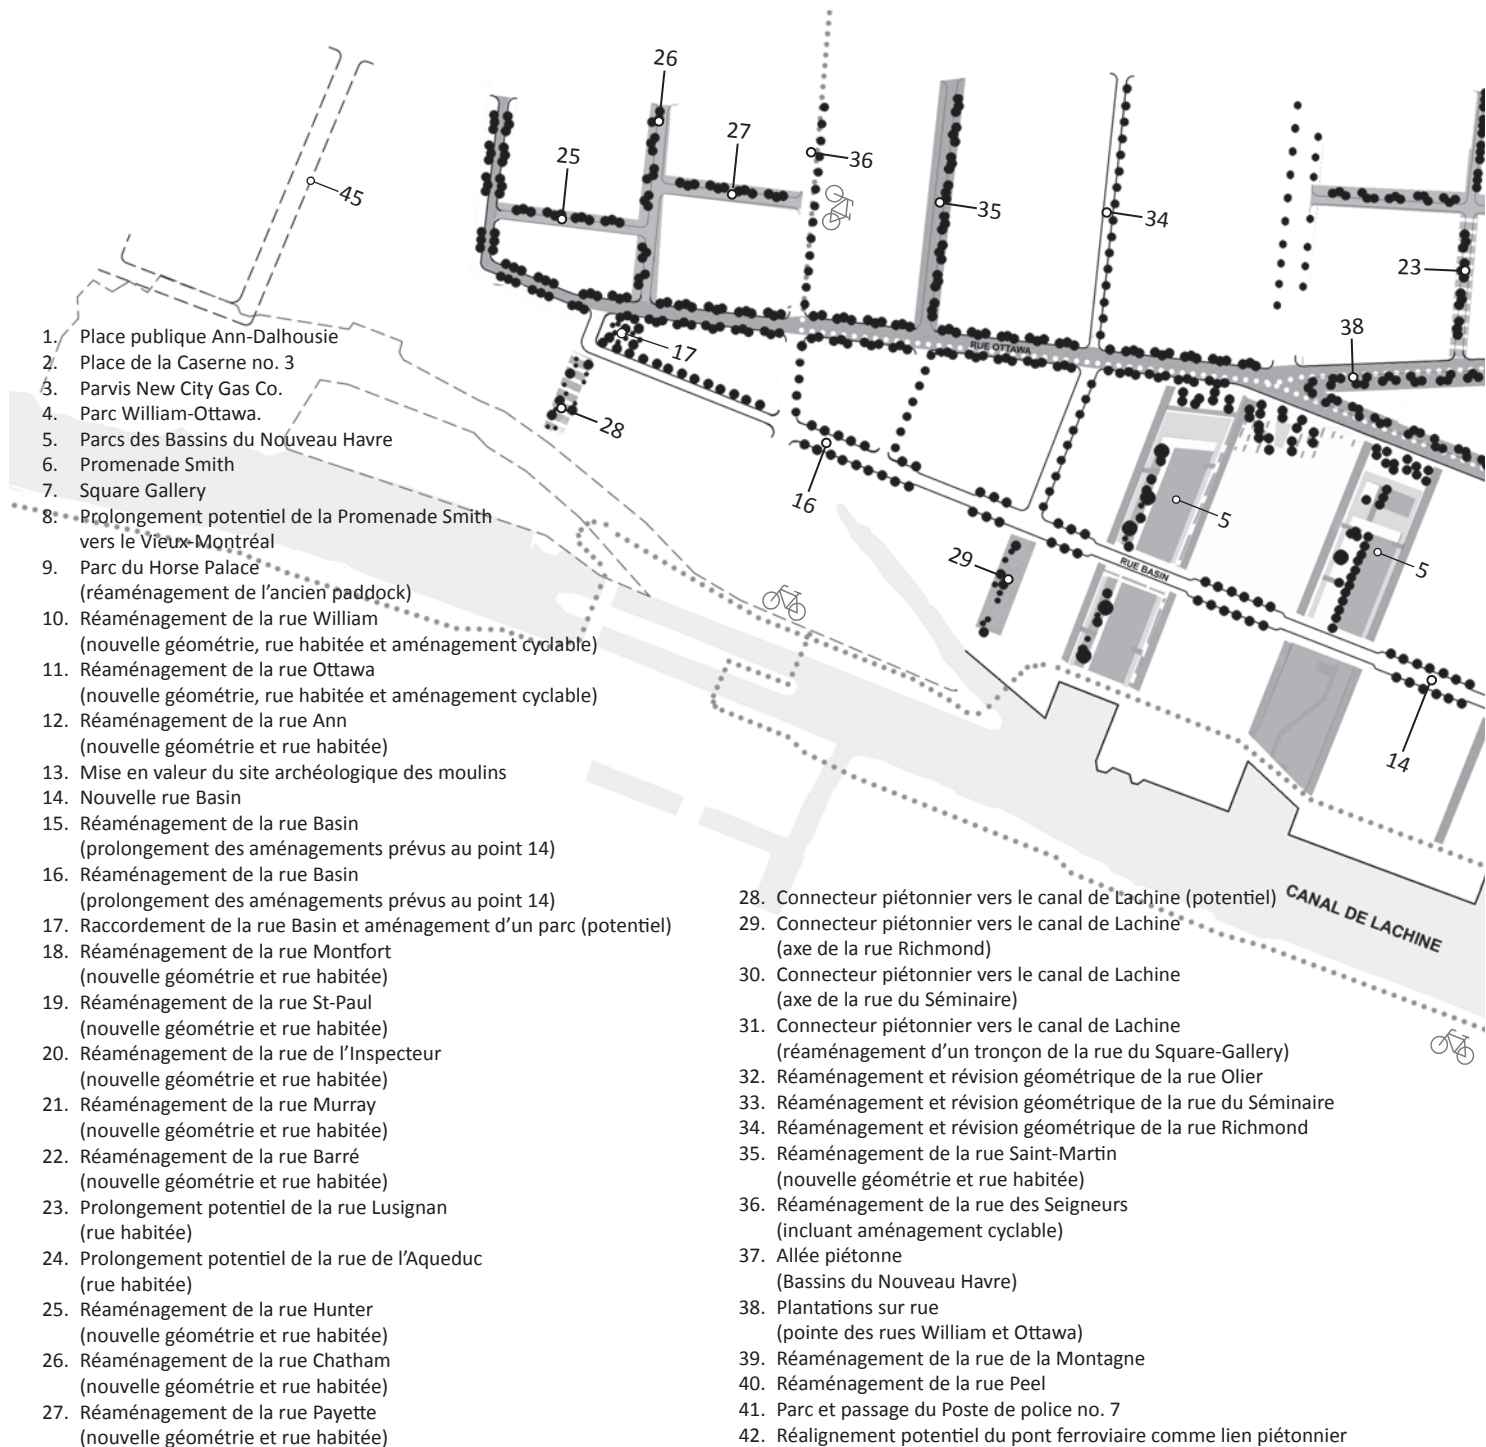 26
27
25
36
45
35
34
23
38
RUE OTTAWA
17
28
16
5
29
RUE BASIN
5
14
CANAL DE LACHINE
1. Place publique Ann-Dalhousie
2. Place de la Caserne no. 3
3. Parvis New City Gas Co.
4. Parc William-Ottawa.
5. Parcs des Bassins du Nouveau Havre
6. Promenade Smith
7. Square Gallery
8. Prolongement potentiel de la Promenade Smith
vers le Vieux-Montréal
9. Parc du Horse Palace
(réaménagement de l'ancien paddock)
10. Réaménagement de la rue William
(nouvelle géométrie, rue habitée et aménagement cyclable)
11. Réaménagement de la rue Ottawa
(nouvelle géométrie, rue habitée et aménagement cyclable)
12. Réaménagement de la rue Ann
(nouvelle géométrie et rue habitée)
13. Mise en valeur du site archéologique des moulins
14. Nouvelle rue Basin
15. Réaménagement de la rue Basin
(prolongement des aménagements prévus au point 14)
16. Réaménagement de la rue Basin
(prolongement des aménagements prévus au point 14)
17. Raccordement de la rue Basin et aménagement d'un parc (potentiel)
18. Réaménagement de la rue Montfort
(nouvelle géométrie et rue habitée)
19. Réaménagement de la rue St-Paul
(nouvelle géométrie et rue habitée)
20. Réaménagement de la rue de l'Inspecteur
(nouvelle géométrie et rue habitée)
21. Réaménagement de la rue Murray
(nouvelle géométrie et rue habitée)
22. Réaménagement de la rue Barré
(nouvelle géométrie et rue habitée)
23. Prolongement potentiel de la rue Lusignan
(rue habitée)
24. Prolongement potentiel de la rue de l'Aqueduc
(rue habitée)
25. Réaménagement de la rue Hunter
(nouvelle géométrie et rue habitée)
26. Réaménagement de la rue Chatham
(nouvelle géométrie et rue habitée)
27. Réaménagement de la rue Payette
(nouvelle géométrie et rue habitée)
28. Connecteur piétonnier vers le canal de Lachine (potentiel)
29. Connecteur piétonnier vers le canal de Lachine
(axe de la rue Richmond)
30. Connecteur piétonnier vers le canal de Lachine
(axe de la rue du Séminaire)
31. Connecteur piétonnier vers le canal de Lachine
(réaménagement d'un tronçon de la rue du Square-Gallery)
32. Réaménagement et révision géométrique de la rue Olier
33. Réaménagement et révision géométrique de la rue du Séminaire
34. Réaménagement et révision géométrique de la rue Richmond
35. Réaménagement de la rue Saint-Martin
(nouvelle géométrie et rue habitée)
36. Réaménagement de la rue des Seigneurs
(incluant aménagement cyclable)
37. Allée piétonne
(Bassins du Nouveau Havre)
38. Plantations sur rue
(pointe des rues William et Ottawa)
39. Réaménagement de la rue de la Montagne
40. Réaménagement de la rue Peel
41. Parc et passage du Poste de police no. 7
42. Réalignement potentiel du pont ferroviaire comme lien piétonnier